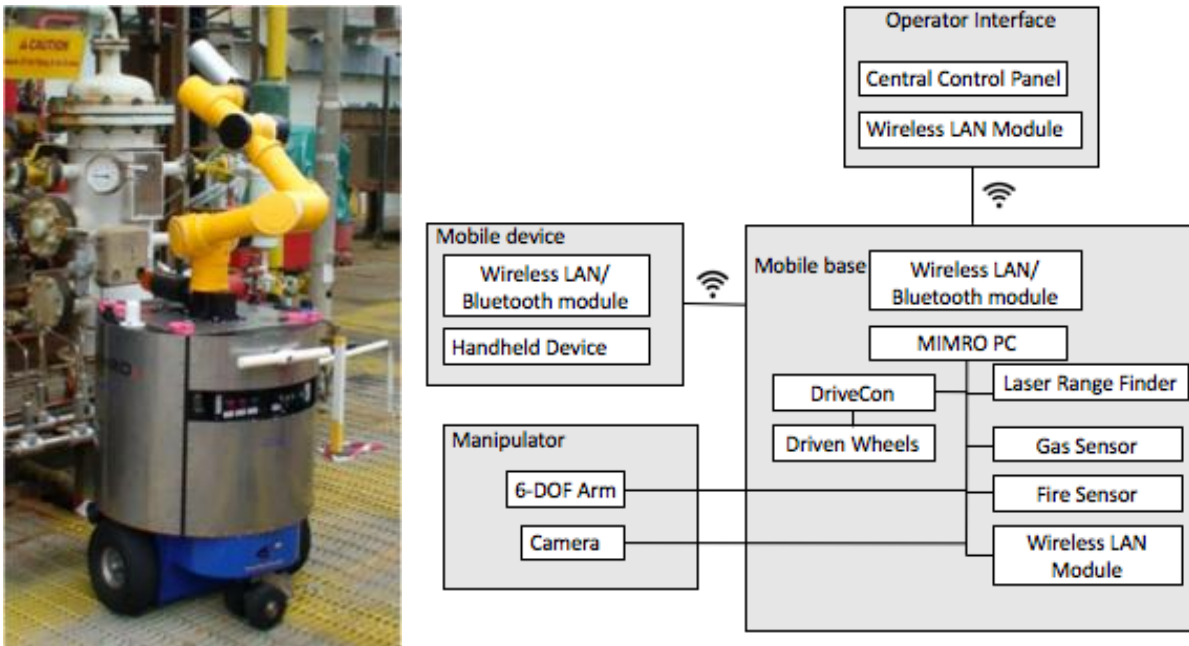 ⚠ CAUTION
Operator Interface
Central Control Panel
Wireless LAN Module
Mobile device
Wireless LAN/
Bluetooth module
Handheld Device
Mobile base
Wireless LAN/
Bluetooth module
MIMRO PC
DriveCon
Laser Range Finder
Driven Wheels
Gas Sensor
Fire Sensor
Wireless LAN
Module
Manipulator
6-DOF Arm
Camera